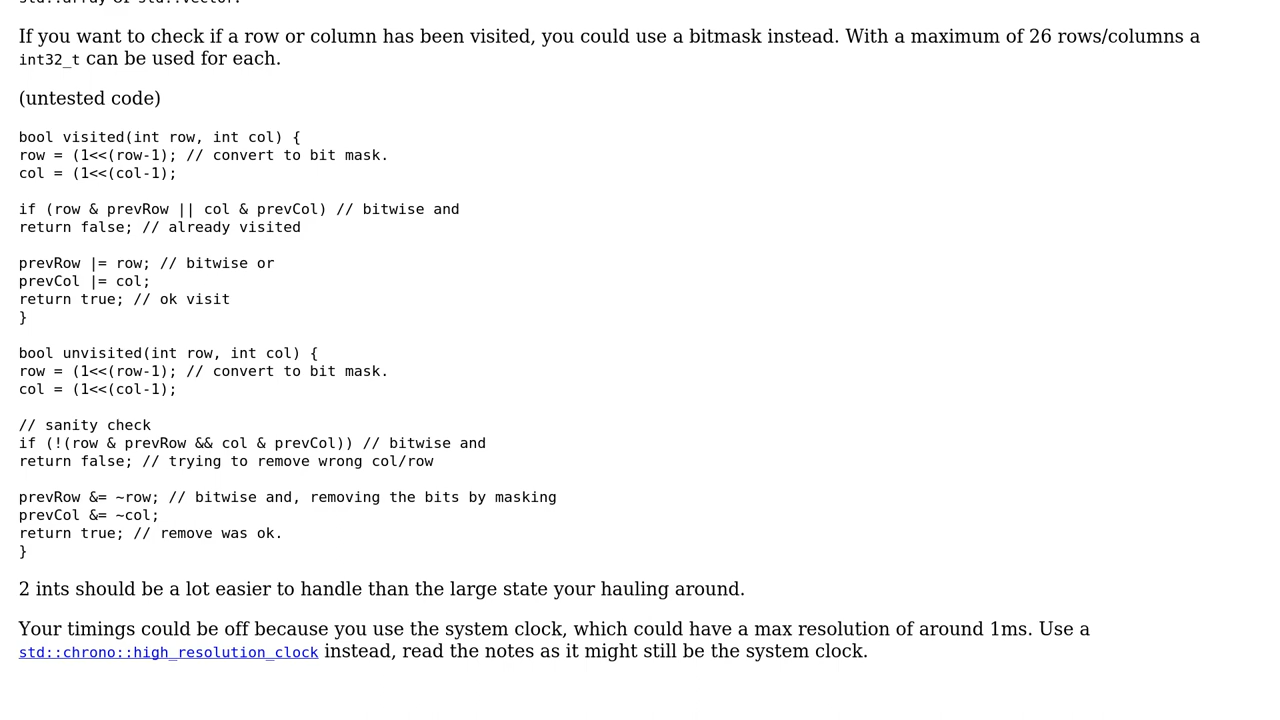 std::array or std::vector.
If you want to check if a row or column has been visited, you could use a bitmask instead. With a maximum of 26 rows/columns a
int32_t can be used for each.
(untested code)
bool visited(int row, int col) {
row = (1<<(row-1); // convert to bit mask.
col = (1<<(col-1);
if (row & prevRow || col & prevCol) // bitwise and
return false; // already visited
prevRow |= row; // bitwise or
prevCol |= col;
return true; // ok visit
}
bool unvisited(int row, int col) {
row = (1<<(row-1); // convert to bit mask.
col = (1<<(col-1);
// sanity check
if (!(row & prevRow && col & prevCol)) // bitwise and
return false; // trying to remove wrong col/row
prevRow &= ~row; // bitwise and, removing the bits by masking
prevCol &= ~col;
return true; // remove was ok.
}
2 ints should be a lot easier to handle than the large state your hauling around.
Your timings could be off because you use the system clock, which could have a max resolution of around 1ms. Use a
std::chrono::high_resolution_clock instead, read the notes as it might still be the system clock.